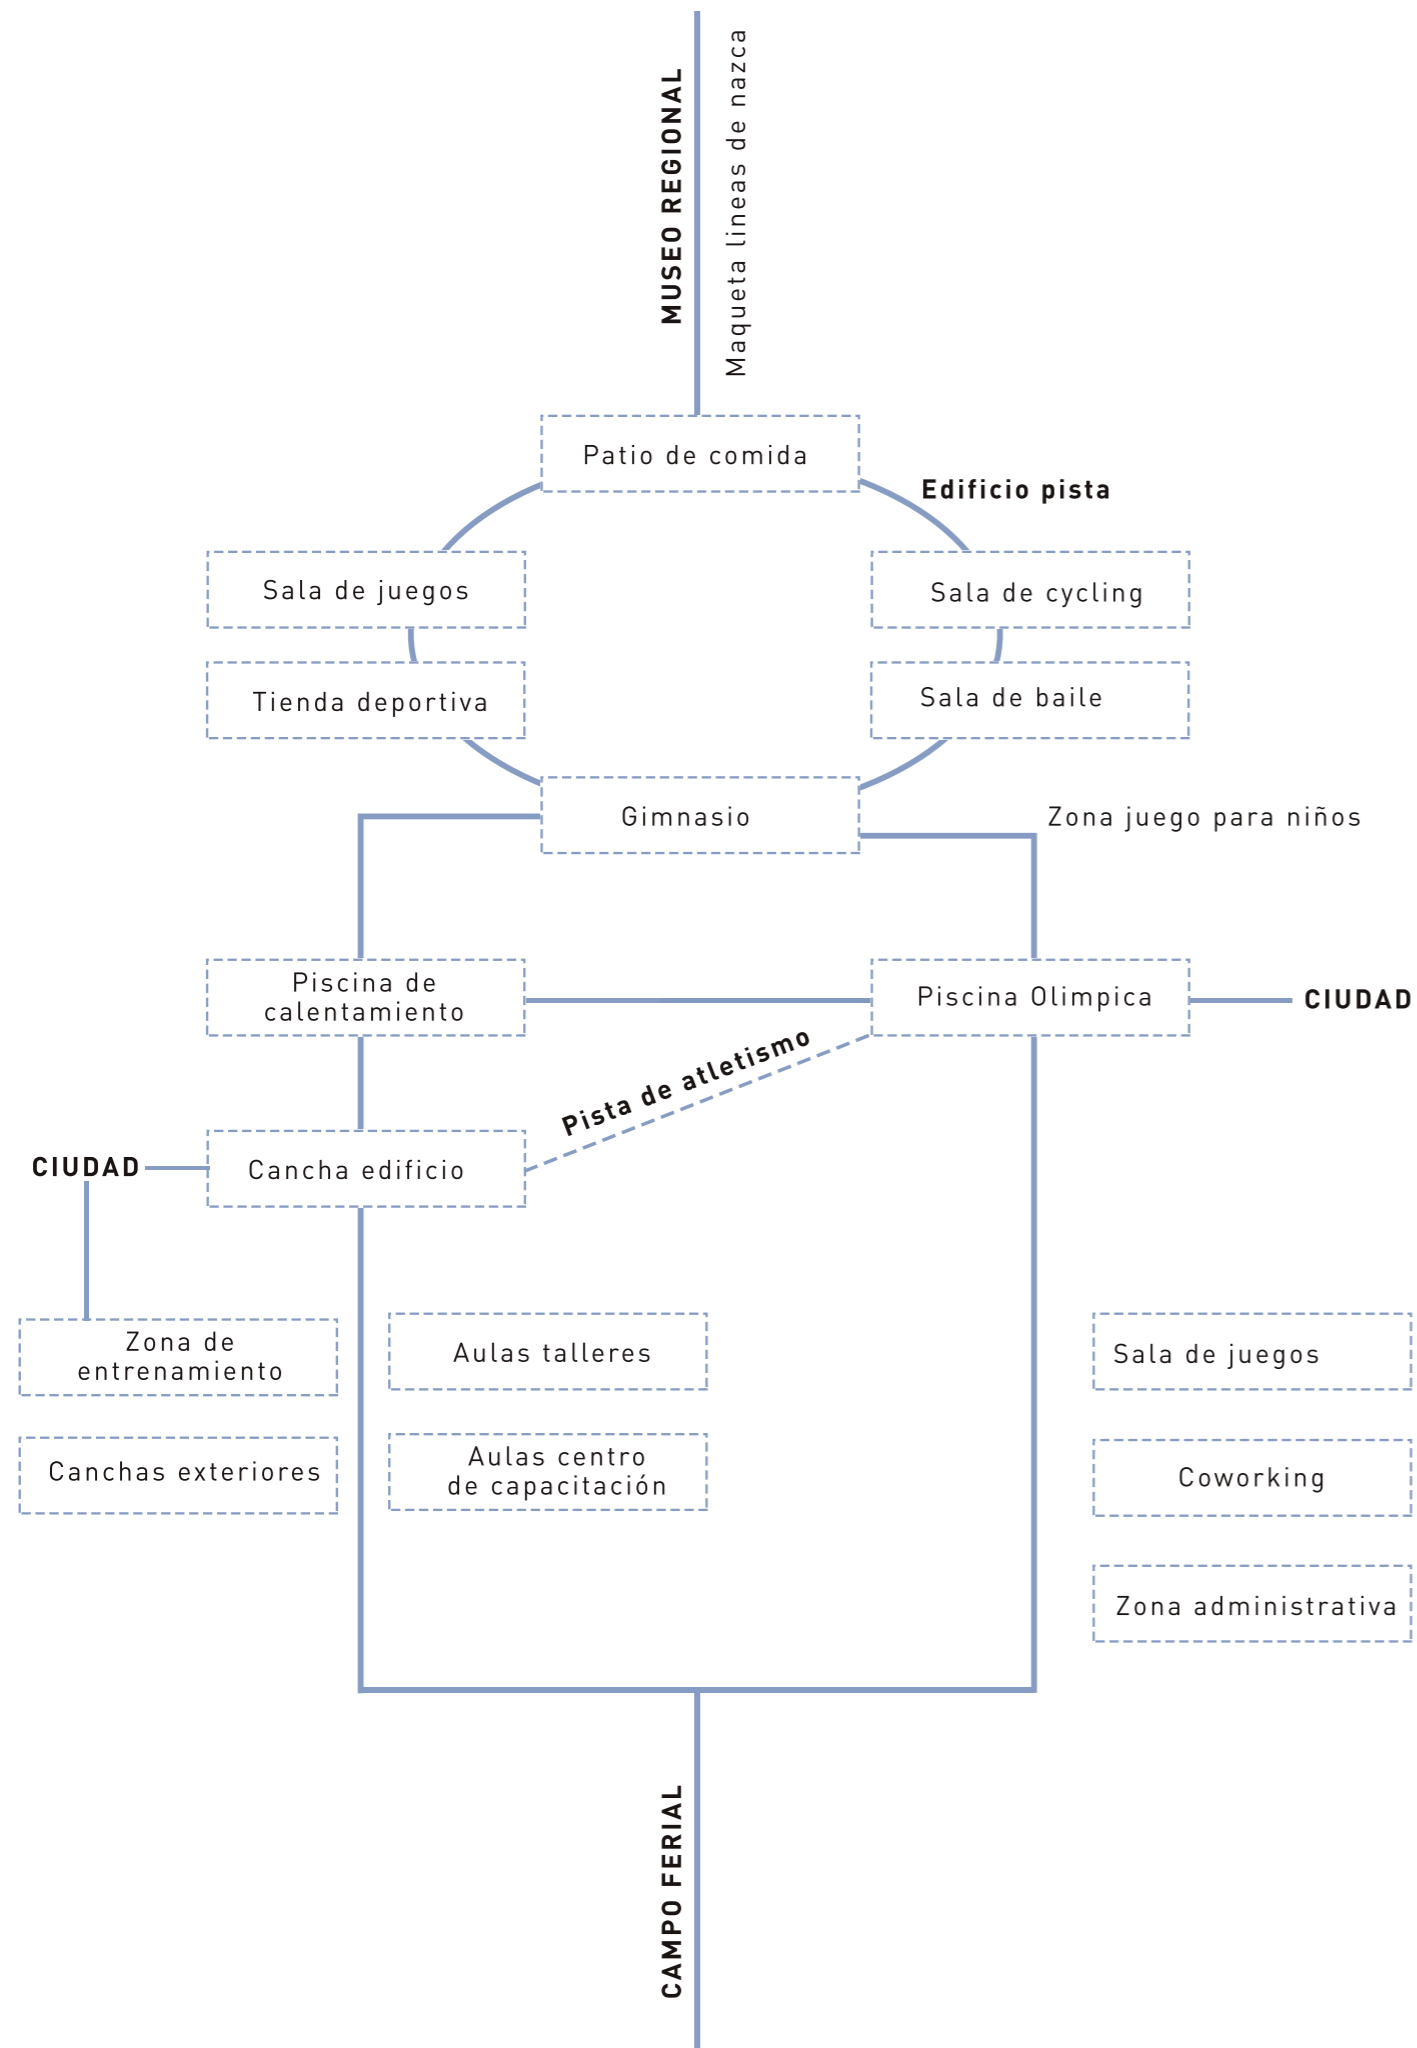 MUSEO REGIONAL
Maqueta lineas de nazca
Patio de comida
Edificio pista
Sala de juegos
Sala de cycling
Tienda deportiva
Sala de baile
Gimnasio
Zona juego para niños
Piscina de
calentamiento
Piscina Olimpica
CIUDAD
Pista de atletismo
CIUDAD
Cancha edificio
Zona de
entrenamiento
Aulas talleres
Sala de juegos
Canchas exteriores
Aulas centro
de capacitación
Coworking
Zona administrativa
CAMPO FERIAL